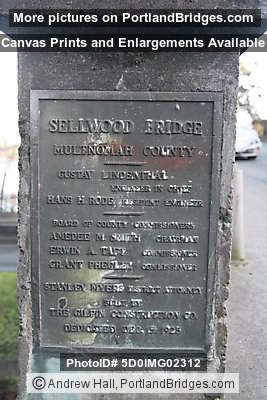 More pictures on PortlandBridges.com
Canvas Prints and Enlargements Available
SELLWOOD BRIDGE
MULTNOMAH COUNTY
GUSTAV LINDENTHAL
ENGINEER IN CHIEF
HANS H. RODE, RESIDENT ENGINEER
BOARD OF COUNTY COMMISSIONERS
AMEDEE M. SMITH CHAIRMAN
ERWIN A. TAFT COMMISSIONER
GRANT PHEGLEY COMMISSIONER
STANLEY MYERS DISTRICT ATTORNEY
BUILT BY
THE GILPIN CONSTRUCTION CO.
DEDICATED DEC. 15 1925
PhotoID# 5D0IMG02312
©Andrew Hall, PortlandBridges.com